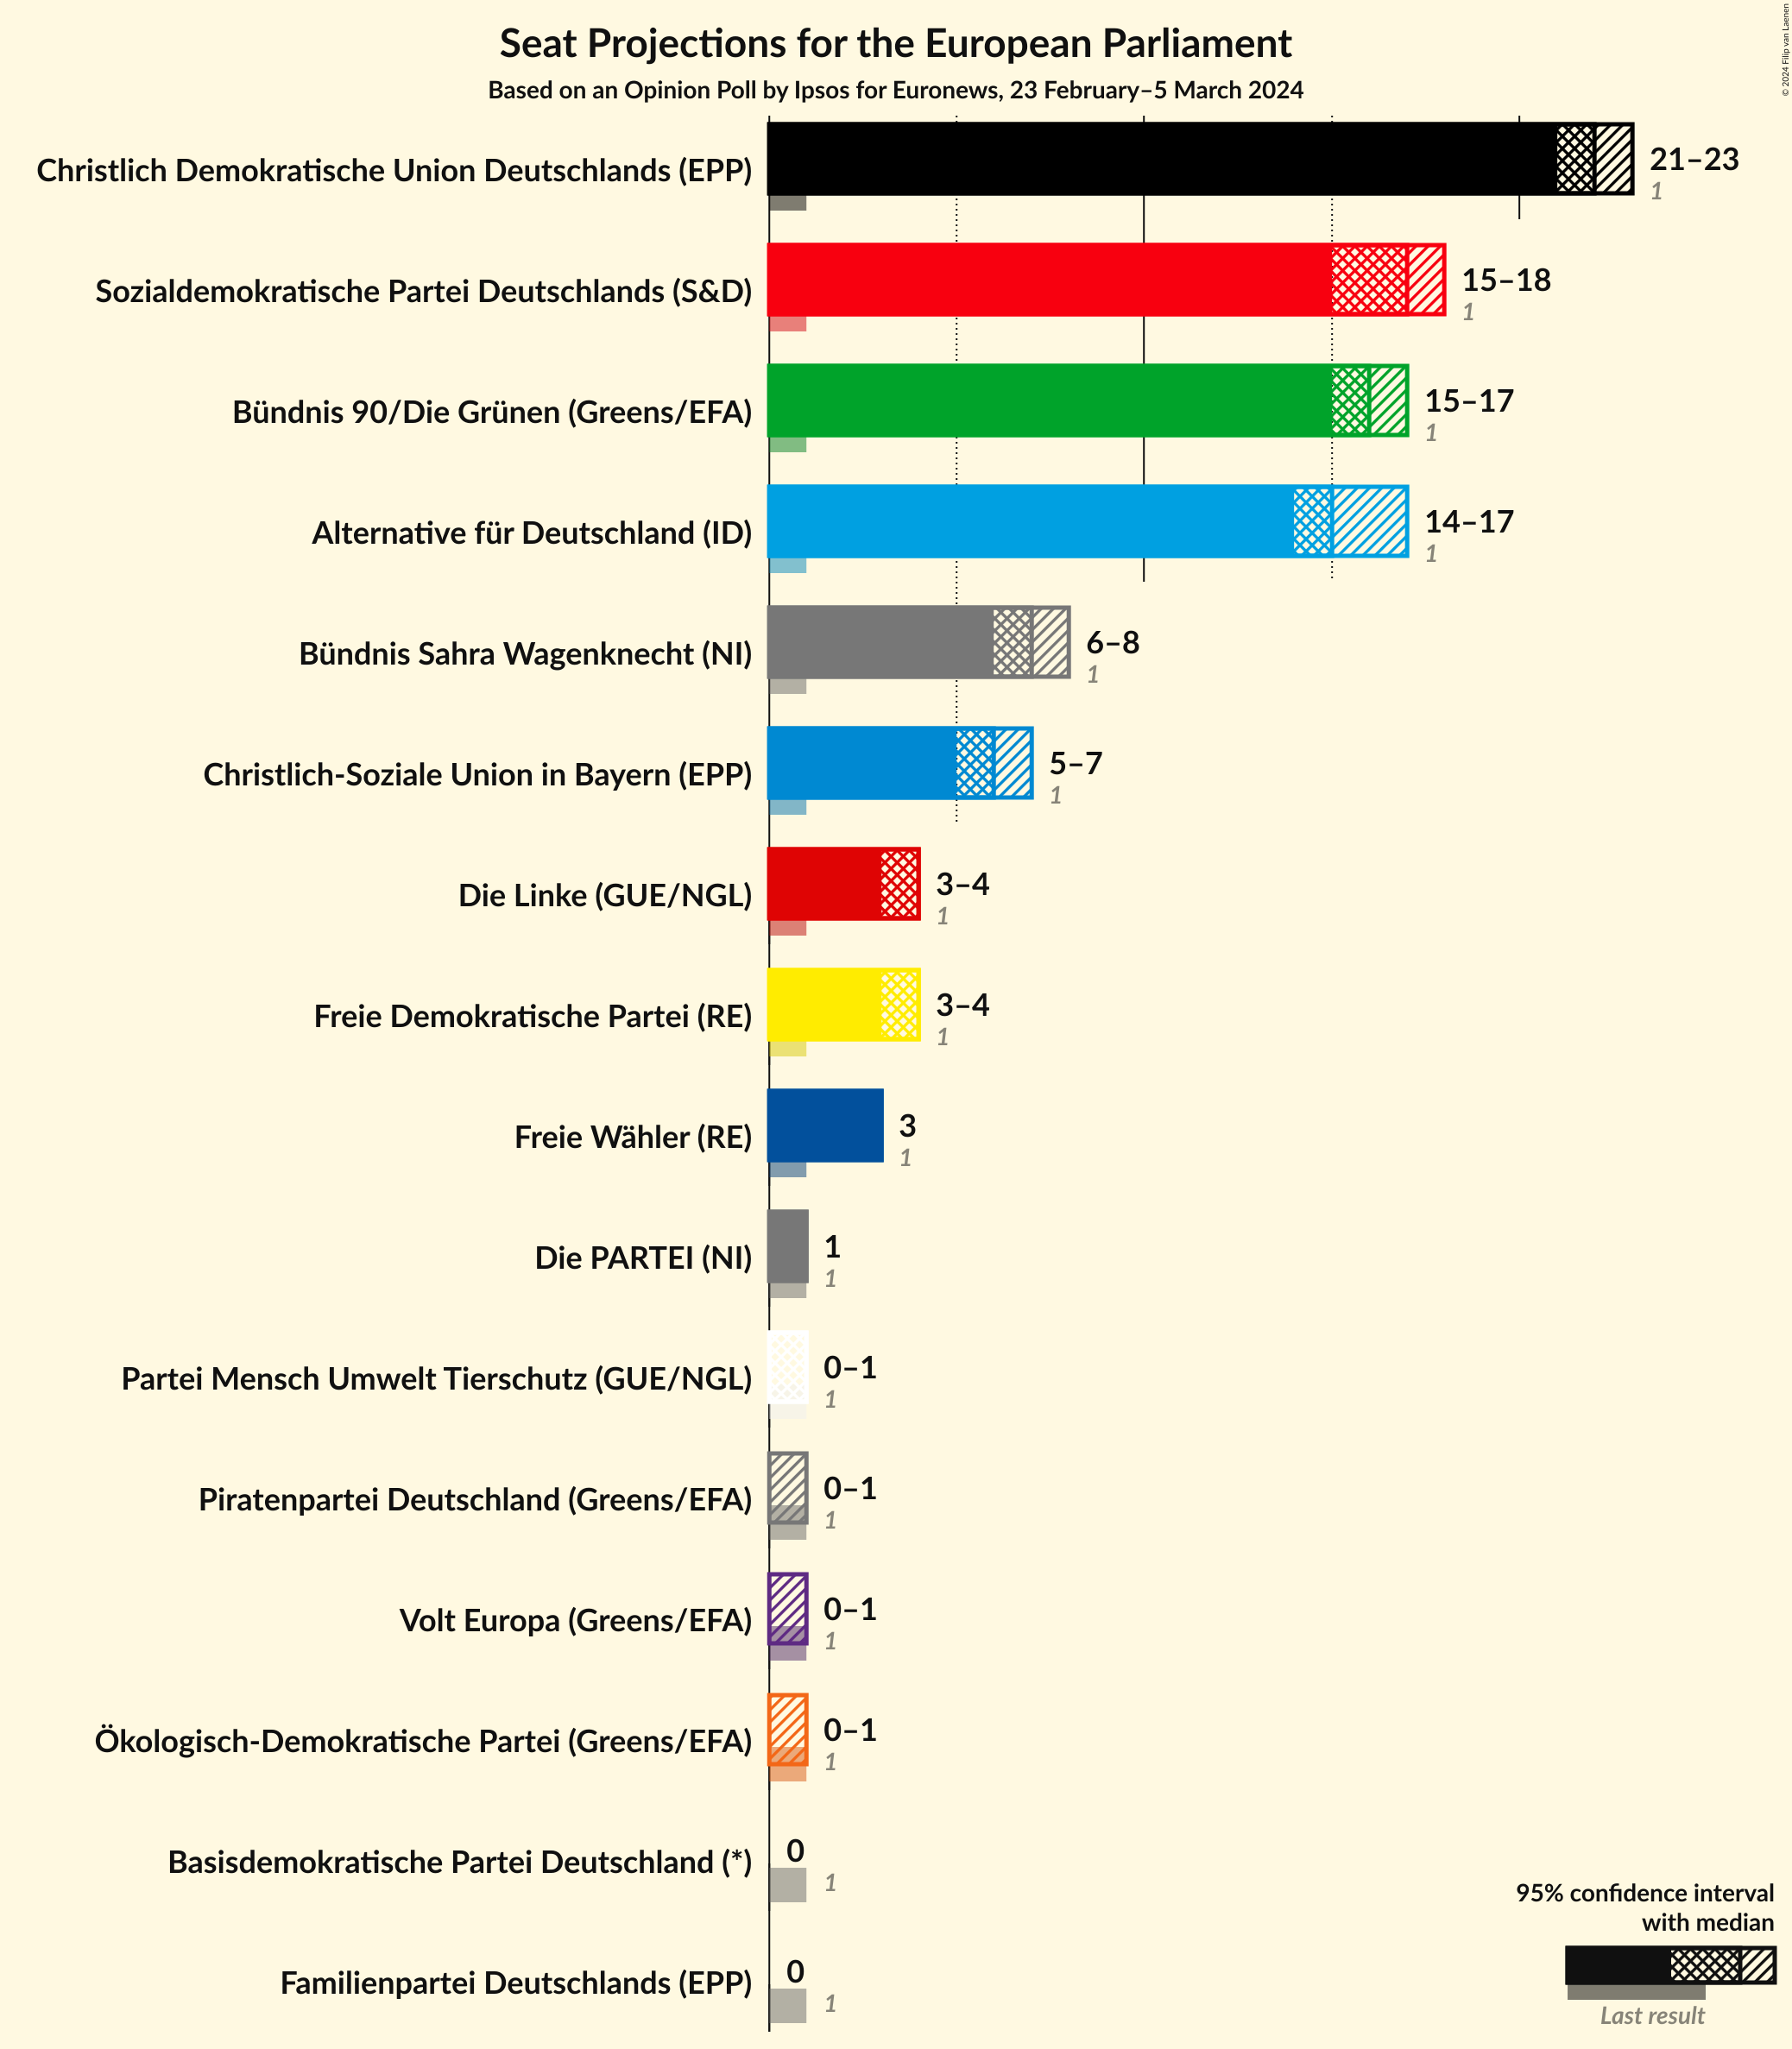 Seat Projections for the European Parliament
Based on an Opinion Poll by Ipsos for Euronews, 23 February–5 March 2024
© 2024 Filip van Laenen
Christlich Demokratische Union Deutschlands (EPP)
21–23
1
Sozialdemokratische Partei Deutschlands (S&D)
15–18
1
Bündnis 90/Die Grünen (Greens/EFA)
15–17
1
Alternative für Deutschland (ID)
14–17
1
Bündnis Sahra Wagenknecht (NI)
6–8
1
Christlich-Soziale Union in Bayern (EPP)
5–7
1
Die Linke (GUE/NGL)
3–4
1
Freie Demokratische Partei (RE)
3–4
1
Freie Wähler (RE)
3
1
Die PARTEI (NI)
1
1
Partei Mensch Umwelt Tierschutz (GUE/NGL)
0–1
1
Piratenpartei Deutschland (Greens/EFA)
0–1
1
Volt Europa (Greens/EFA)
0–1
1
Ökologisch-Demokratische Partei (Greens/EFA)
0–1
1
Basisdemokratische Partei Deutschland (*)
0
1
Familienpartei Deutschlands (EPP)
0
1
95% confidence interval
with median
Last result